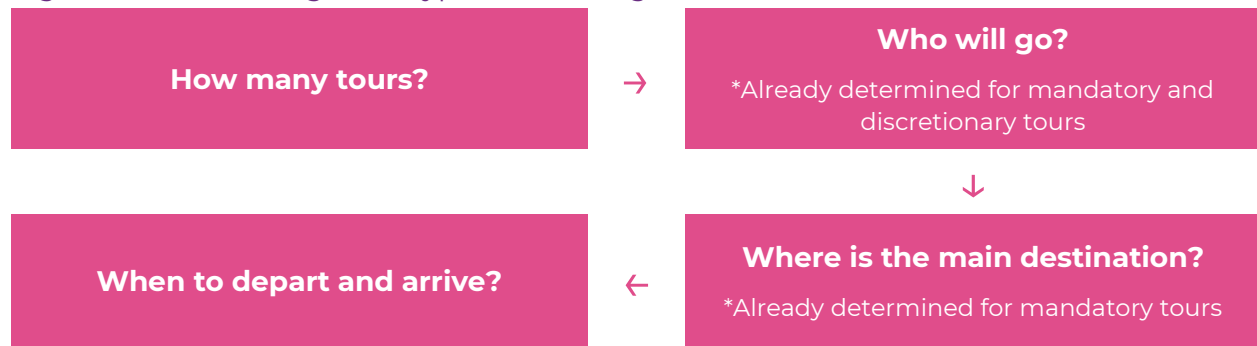 How many tours?
→
Who will go?
*Already determined for mandatory and
discretionary tours
↓
Where is the main destination?
*Already determined for mandatory tours
←
When to depart and arrive?